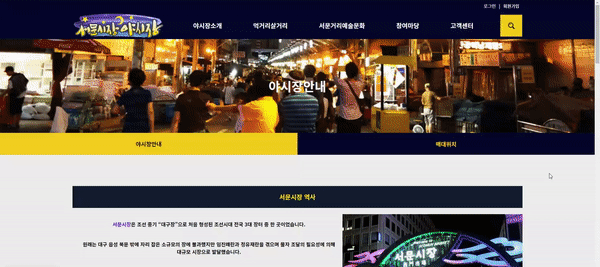 로그인 | 회원가입
서문시장 야시장
야시장소개 먹거리살거리 서문거리예술문화 참여마당 고객센터
야시장안내
야시장안내 매대위치
서문시장 역사
서문시장은 조선 중기 "대구장"으로 처음 형성된 조선시대 전국 3대 장터 중 한 곳이었습니다.
원래는 대구 읍성 북문 밖에 자리 잡은 소규모의 장에 불과했지만 임진왜란과 정유재란을 겪으며 물자 조달의 필요성에 의해
대규모 시장으로 발달했습니다.
서문시장